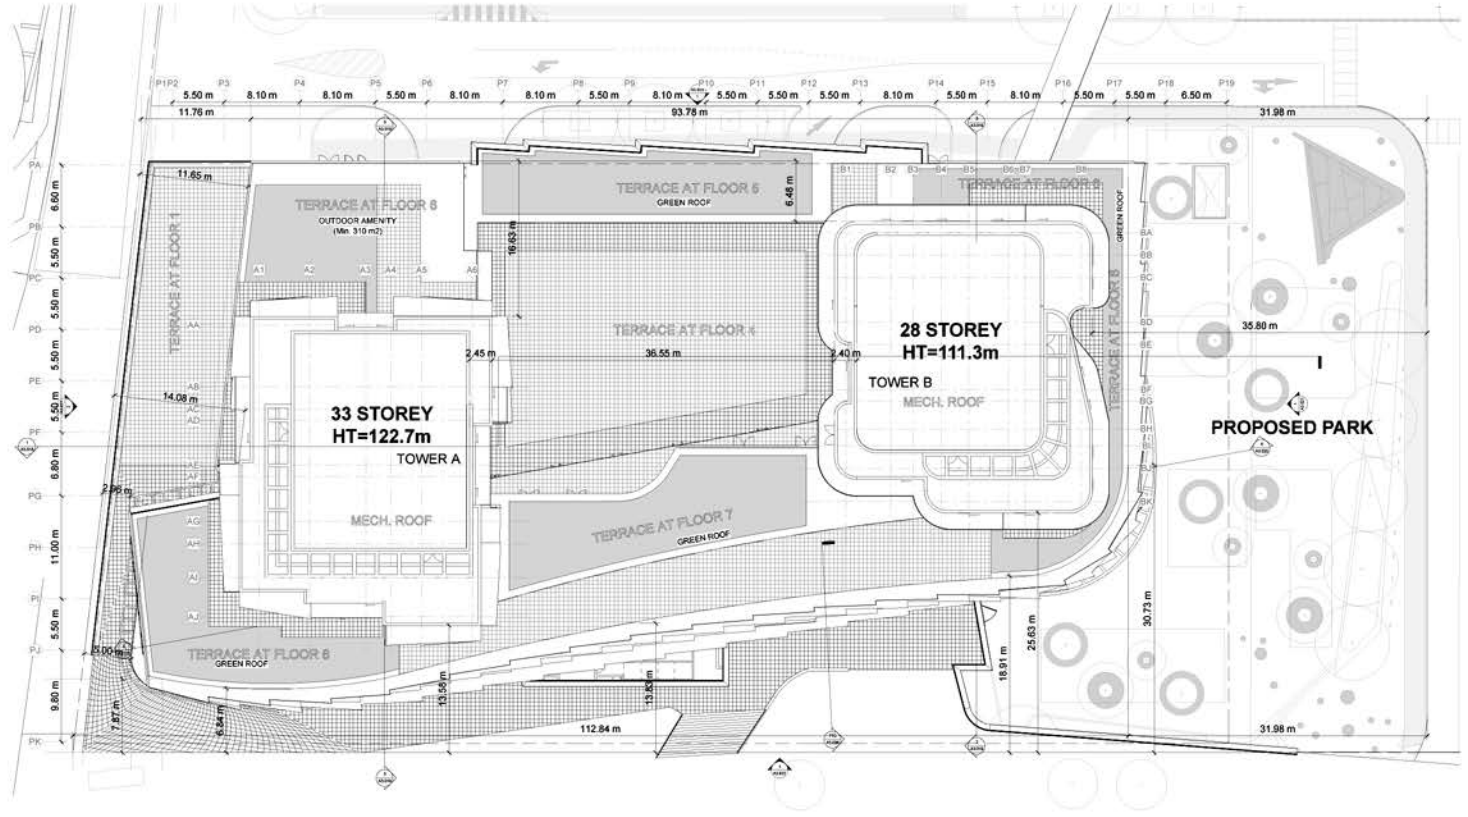 P1 P2 P3 P4 P5 P6 P7 P8 P9 P10 P11 P12 P13 P14 P15 P16 P17 P18 P19
5.50 m 8.10 m 8.10 m 5.50 m 8.10 m 8.10 m 5.50 m 8.10 m 5.50 m 5.50 m 5.50 m 8.10 m 5.50 m 8.10 m 5.50 m 5.50 m 6.50 m
11.76 m 93.78 m 31.98 m
PA
6.60 m
PB
5.50 m
PC
5.50 m
PD
5.50 m
PE
5.50 m
PF
6.80 m
PG
11.00 m
PH
PI
5.50 m
PJ
9.80 m
PK
11.65 m
TERRACE AT FLOOR 1
TERRACE AT FLOOR 6
OUTDOOR AMENITY
(Min. 310 m2)
A1 A2 A3 A4 A5 A6
16.63 m
TERRACE AT FLOOR 5
GREEN ROOF
6.48 m
B1 B2 B3 B4 B5 B6 B7 B8
TERRACE AT FLOOR 6
GREEN ROOF
TERRACE AT FLOOR 6
BA
BB
BC
BD
BE
BF
BG
BH
BI
BJ
BK
AA
AB
AC
AD
AE
AF
AG
AH
AI
AJ
TERRACE AT FLOOR 4
2.45 m 36.55 m 2.40 m
28 STOREY
HT=111.3m
TOWER B
MECH. ROOF
35.80 m
PROPOSED PARK
14.08 m
33 STOREY
HT=122.7m
TOWER A
MECH. ROOF
2.96 m
TERRACE AT FLOOR 7
GREEN ROOF
TERRACE AT FLOOR 6
GREEN ROOF
5.00 m
7.87 m
6.84 m
13.58 m
13.83 m
18.91 m
25.63 m
30.73 m
112.84 m 31.98 m